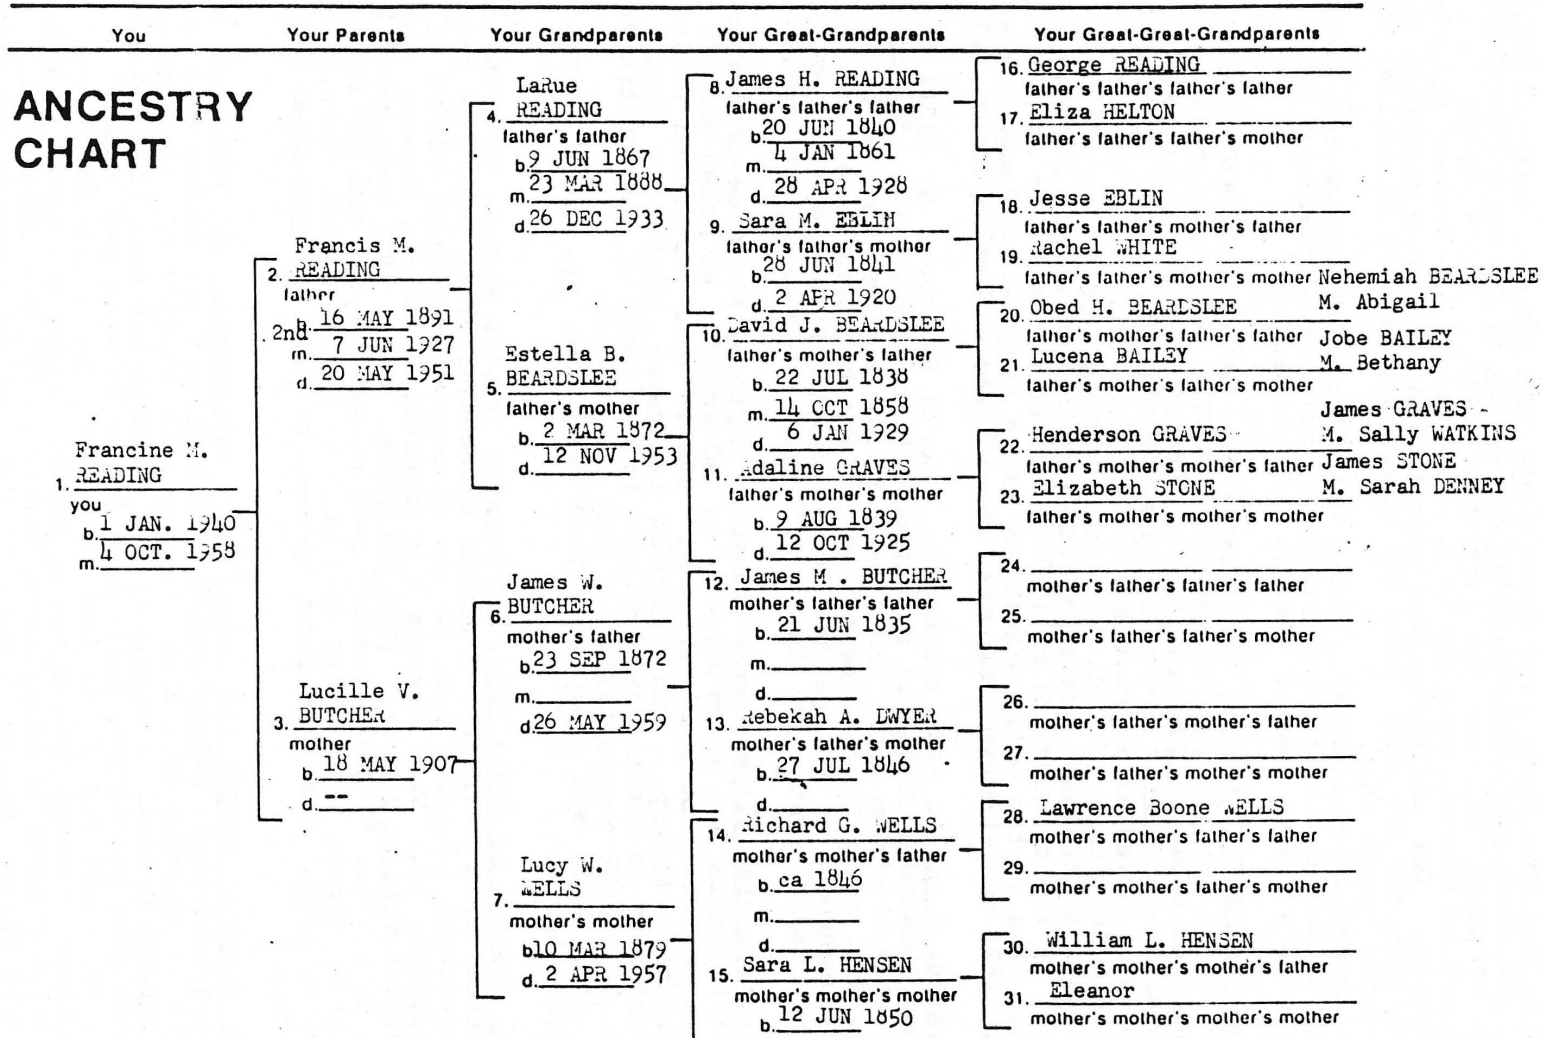 You Your Parents Your Grandparents Your Great-Grandparents Your Great-Great-Grandparents
ANCESTRY
CHART
Francine M.
1. READING
you
b. 1 JAN. 1940
m. 4 OCT. 1958
Francis M.
2. READING
father
b. 16 MAY 1891
2nd m. 7 JUN 1927
d. 20 MAY 1951
Lucille V.
3. BUTCHER
mother
b. 18 MAY 1907
d. --
LaRue
4. READING
father's father
b. 9 JUN 1867
m. 23 MAR 1888
d. 26 DEC 1933
Estella B.
5. BEARDSLEE
father's mother
b. 2 MAR 1872
d. 12 NOV 1953
James W.
6. BUTCHER
mother's father
b. 23 SEP 1872
m.
d. 26 MAY 1959
Lucy W.
7. WELLS
mother's mother
b. 10 MAR 1879
d. 2 APR 1957
8. James H. READING
father's father's father
b. 20 JUN 1840
m. 4 JAN 1861
d. 28 APR 1928
9. Sara M. EBLIN
father's father's mother
b. 28 JUN 1841
d. 2 APR 1920
10. David J. BEARDSLEE
father's mother's father
b. 22 JUL 1838
m. 14 OCT 1858
d. 6 JAN 1929
11. Adaline GRAVES
father's mother's mother
b. 9 AUG 1839
d. 12 OCT 1925
12. James M . BUTCHER
mother's father's father
b. 21 JUN 1835
m.
d.
13. Rebekah A. DWYER
mother's father's mother
b. 27 JUL 1846
d.
14. Richard G. WELLS
mother's mother's father
b. ca 1846
m.
d.
15. Sara L. HENSEN
mother's mother's mother
b. 12 JUN 1850
16. George READING
father's father's father's father
17. Eliza HELTON
father's father's father's mother
18. Jesse EBLIN
father's father's mother's father
19. Rachel WHITE
father's father's mother's mother
Nehemiah BEARDSLEE
M. Abigail
20. Obed H. BEARDSLEE
father's mother's father's father
Jobe BAILEY
M. Bethany
21. Lucena BAILEY
father's mother's father's mother
James GRAVES
M. Sally WATKINS
22. Henderson GRAVES
father's mother's mother's father
James STONE
M. Sarah DENNEY
23. Elizabeth STONE
father's mother's mother's mother
24.
mother's father's father's father
25.
mother's father's father's mother
26.
mother's father's mother's father
27.
mother's father's mother's mother
28. Lawrence Boone WELLS
mother's mother's father's father
29.
mother's mother's father's mother
30. William L. HENSEN
mother's mother's mother's father
31. Eleanor
mother's mother's mother's mother